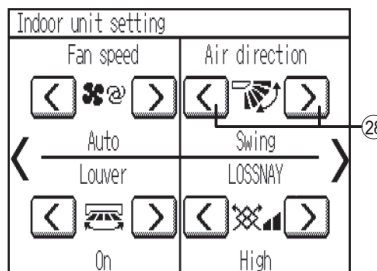 Indoor unit setting
Fan speed Air direction
Auto Swing 28
Louver LOSSNAY
On High